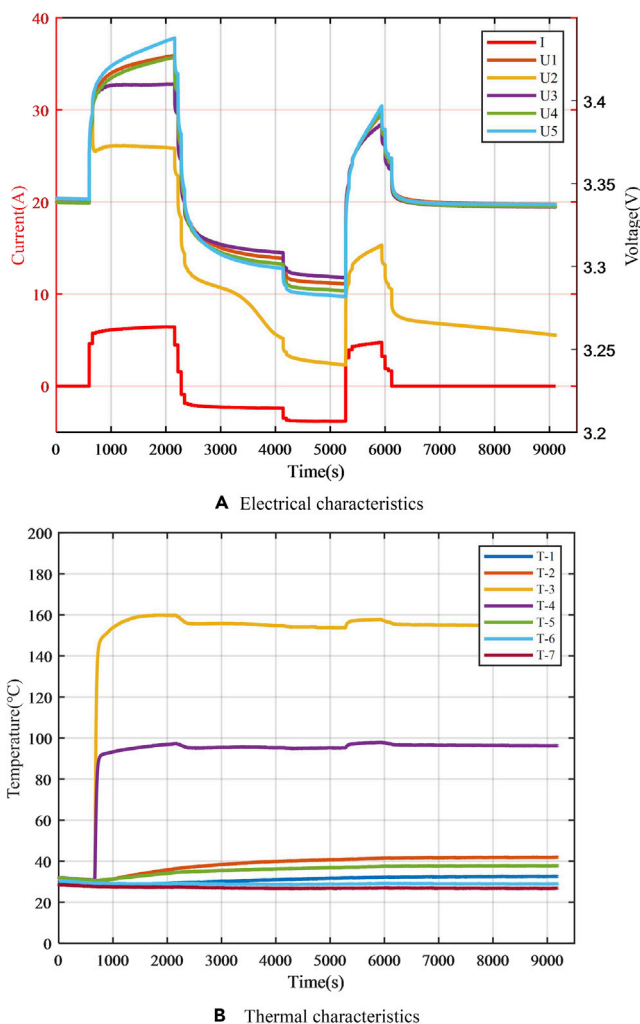 40
30
20
10
0
Current(A)
3.4
3.35
3.3
3.25
3.2
Voltage(V)
I
U1
U2
U3
U4
U5
0 1000 2000 3000 4000 5000 6000 7000 8000 9000
Time(s)
A Electrical characteristics
200
180
160
140
120
100
80
60
40
20
0
Temperature(°C)
T-1
T-2
T-3
T-4
T-5
T-6
T-7
0 1000 2000 3000 4000 5000 6000 7000 8000 9000
Time(s)
B Thermal characteristics